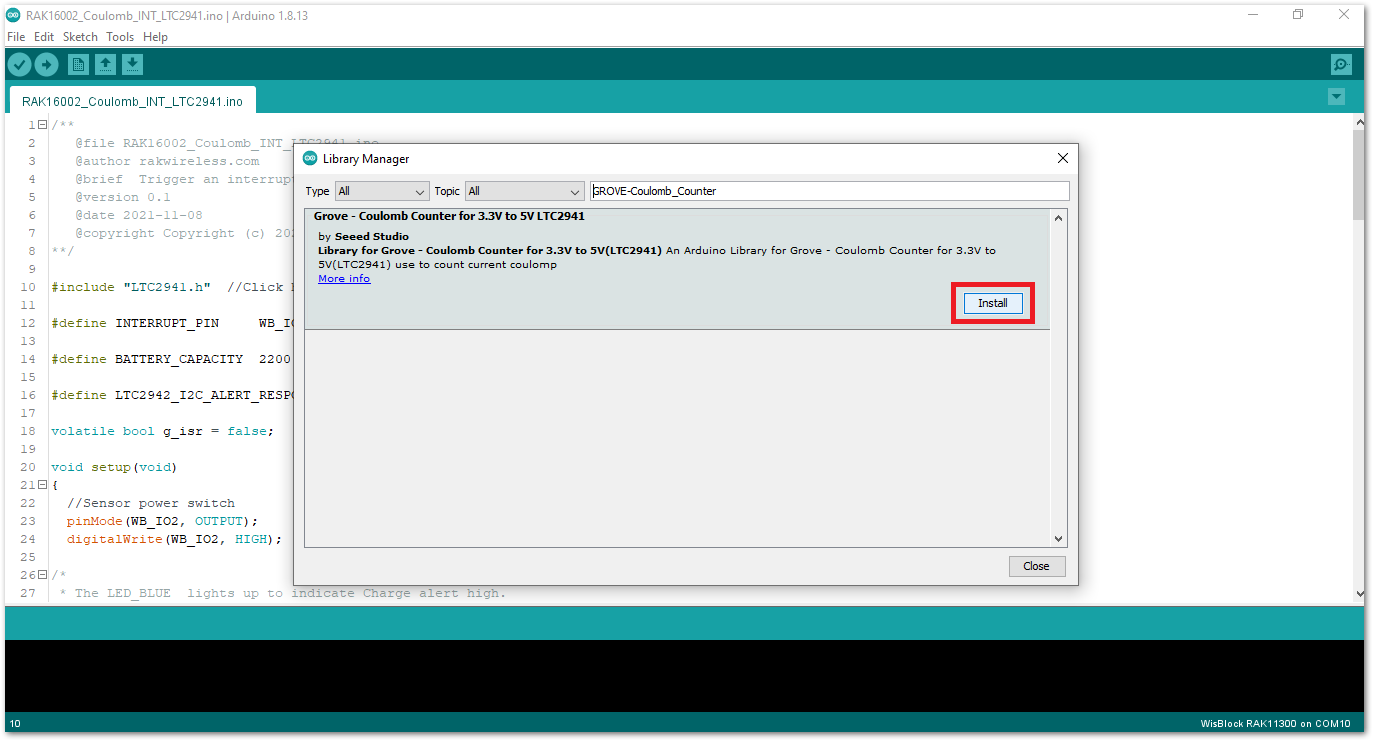 RAK16002_Coulomb_INT_LTC2941.ino | Arduino 1.8.13
File Edit Sketch Tools Help
RAK16002_Coulomb_INT_LTC2941.ino
1 /**
2 @file RAK16002_Coulomb_INT_LTC2941.ino
3 @author rakwireless.com
4 @brief Trigger an interrup
5 @version 0.1
6 @date 2021-11-08
7 @copyright Copyright (c) 20
8 **/
9
10 #include "LTC2941.h" //Click
11
12 #define INTERRUPT_PIN WB_IO
13
14 #define BATTERY_CAPACITY 2200
15
16 #define LTC2942_I2C_ALERT_RESPO
17
18 volatile bool g_isr = false;
19
20 void setup(void)
21 {
22 //Sensor power switch
23 pinMode(WB_IO2, OUTPUT);
24 digitalWrite(WB_IO2, HIGH);
25
26 /*
27 * The LED_BLUE lights up to indicate Charge alert high.
Library Manager
Type All Topic All GROVE-Coulomb_Counter
Grove - Coulomb Counter for 3.3V to 5V LTC2941
by Seeed Studio
Library for Grove - Coulomb Counter for 3.3V to 5V(LTC2941) An Arduino Library for Grove - Coulomb Counter for 3.3V to
5V(LTC2941) use to count current coulomp
More info
Install
Close
10 WisBlock RAK11300 on COM10